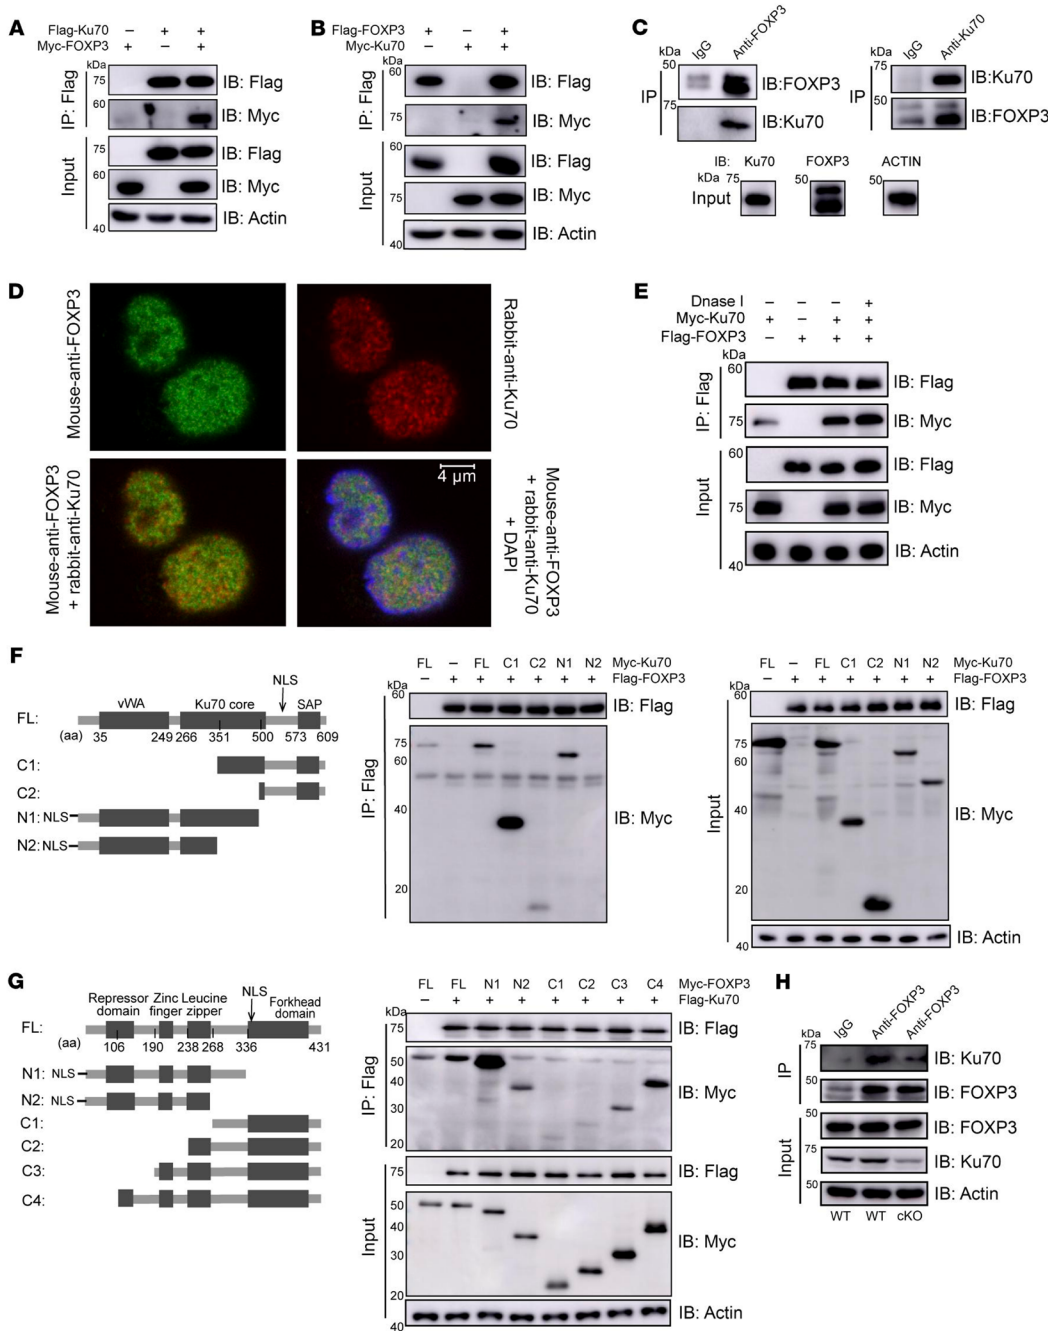 A
Flag-Ku70 – + +
Myc-FOXP3 + – +
kDa
IP: Flag
75
IB: Flag
60
IB: Myc
Input
75
IB: Flag
60
IB: Myc
40
IB: Actin
B
Flag-FOXP3 + – +
Myc-Ku70 – + +
IP: Flag
60
IB: Flag
75
IB: Myc
Input
60
IB: Flag
75
IB: Myc
40
IB: Actin
C
kDa
IgG
Anti-FOXP3
IP
50
IB:FOXP3
75
IB:Ku70
kDa
IgG
Anti-Ku70
IP
75
IB:Ku70
50
IB:FOXP3
IB: Ku70 FOXP3 ACTIN
kDa
75
50
50
Input
D
Mouse-anti-FOXP3
Rabbit-anti-Ku70
Mouse-anti-FOXP3
+ rabbit-anti-Ku70
4 µm
Mouse-anti-FOXP3
+ rabbit-anti-Ku70
+ DAPI
E
Dnase I – – – +
Myc-Ku70 + – + +
Flag-FOXP3 – + + +
kDa
IP: Flag
60
IB: Flag
75
IB: Myc
Input
60
IB: Flag
75
IB: Myc
40
IB: Actin
F
NLS
vWA Ku70 core SAP
FL:
(aa) 35 249 266 351 500 573 609
C1:
C2:
N1: NLS
N2: NLS
FL – FL C1 C2 N1 N2 Myc-Ku70
– + + + + + + Flag-FOXP3
kDa
IP: Flag
60
IB: Flag
75
60
40
20
IB: Myc
FL – FL C1 C2 N1 N2 Myc-Ku70
– + + + + + + Flag-FOXP3
kDa
Input
60
IB: Flag
75
60
40
20
IB: Myc
40
IB: Actin
G
NLS
Repressor domain Zinc finger Leucine zipper Forkhead domain
FL:
(aa) 106 190 238 268 336 431
N1: NLS
N2: NLS
C1:
C2:
C3:
C4:
FL FL N1 N2 C1 C2 C3 C4 Myc-FOXP3
– + + + + + + + Flag-Ku70
kDa
IP: Flag
75
IB: Flag
50
40
30
20
IB: Myc
Input
75
IB: Flag
50
40
30
20
IB: Myc
40
IB: Actin
H
IgG
Anti-FOXP3
Anti-FOXP3
kDa
IP
75
IB: Ku70
50
IB: FOXP3
Input
50
IB: FOXP3
75
IB: Ku70
50
IB: Actin
WT WT cKO